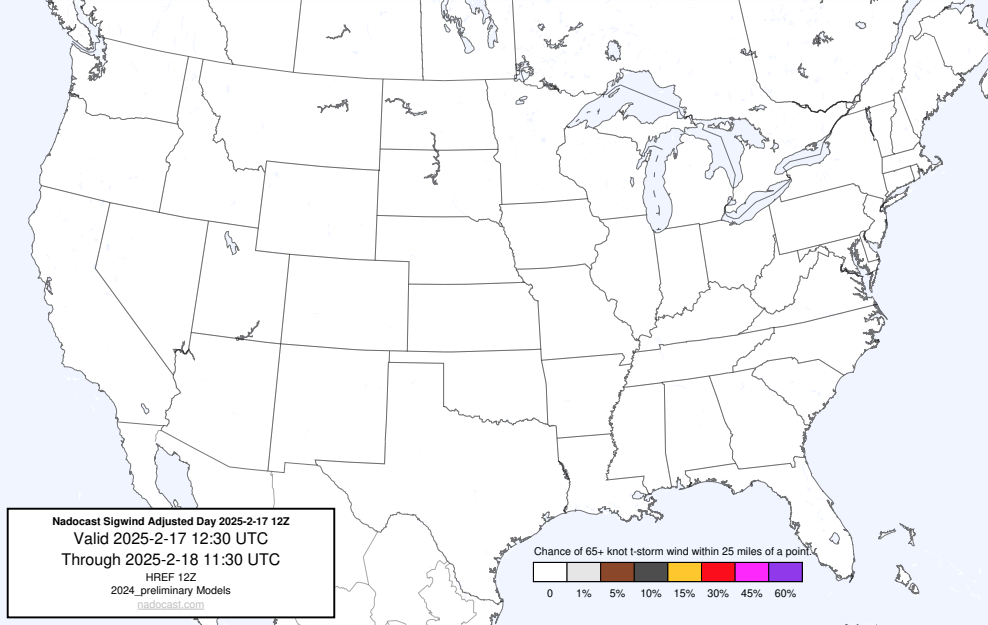 Nadocast Sigwind Adjusted Day 2025-2-17 12Z
Valid 2025-2-17 12:30 UTC
Through 2025-2-18 11:30 UTC
HREF 12Z
2024_preliminary Models
nadocast.com
Chance of 65+ knot t-storm wind within 25 miles of a point.
0 1% 5% 10% 15% 30% 45% 60%